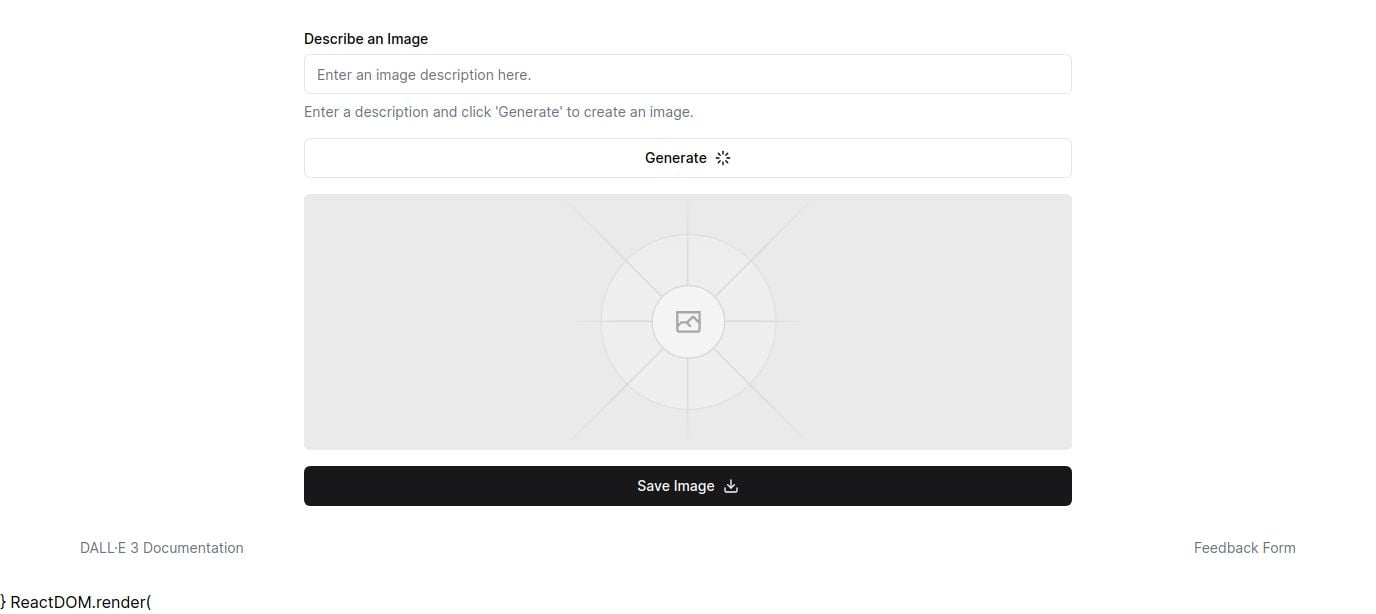 Describe an Image
Enter an image description here.
Enter a description and click 'Generate' to create an image.
Generate
Save Image
DALL·E 3 Documentation
Feedback Form
} ReactDOM.render(